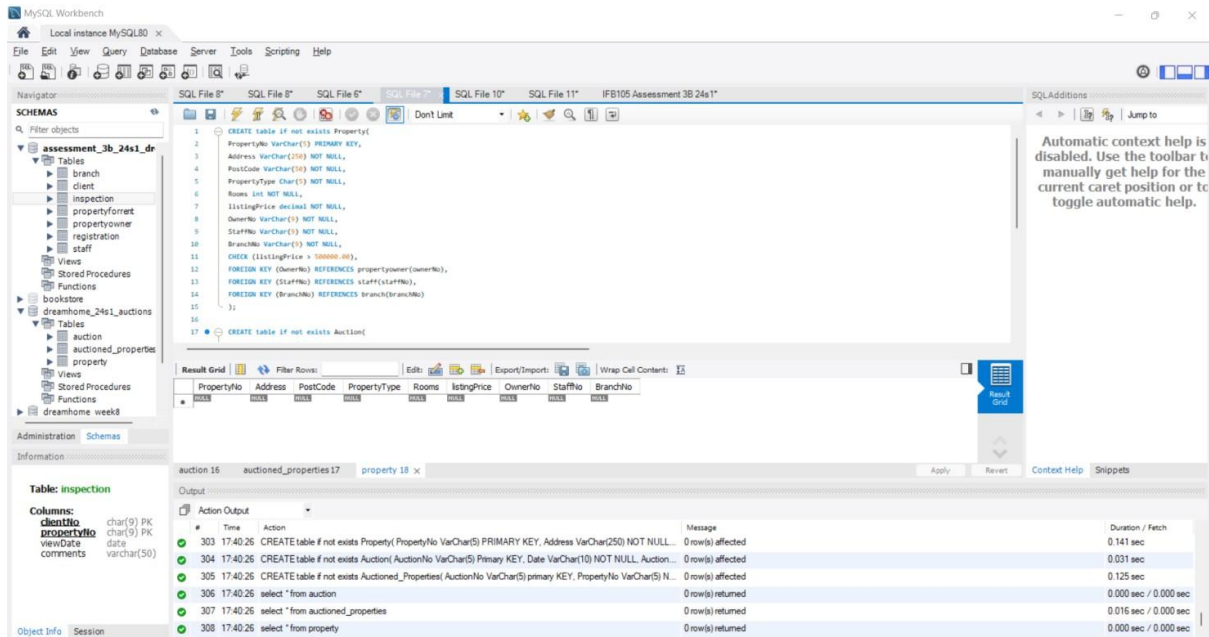 MySQL Workbench
Local instance MySQL80 ×
File Edit View Query Database Server Tools Scripting Help
Navigator
SCHEMAS
Filter objects
assessment_3b_24s1_dr
Tables
branch
client
inspection
propertyforrent
propertyowner
registration
staff
Views
Stored Procedures
Functions
bookstore
dreamhome_24s1_auctions
Tables
auction
auctioned_properties
property
Views
Stored Procedures
Functions
dreamhome_week8
Administration Schemas
Information
Table: inspection
Columns:
clientNo char(9) PK
propertyNo char(9) PK
viewDate date
comments varchar(50)
Object Info Session
SQL File 8* SQL File 8* SQL File 6* SQL File 7* × SQL File 10* SQL File 11* IFB105 Assessment 3B 24s1*
Don't Limit
1 CREATE table if not exists Property(
2 PropertyNo VarChar(5) PRIMARY KEY,
3 Address VarChar(250) NOT NULL,
4 PostCode VarChar(50) NOT NULL,
5 PropertyType Char(5) NOT NULL,
6 Rooms int NOT NULL,
7 listingPrice decimal NOT NULL,
8 OwnerNo VarChar(9) NOT NULL,
9 StaffNo VarChar(9) NOT NULL,
10 BranchNo VarChar(9) NOT NULL,
11 CHECK (listingPrice > 500000.00),
12 FOREIGN KEY (OwnerNo) REFERENCES propertyowner(ownerNo),
13 FOREIGN KEY (StaffNo) REFERENCES staff(staffNo),
14 FOREIGN KEY (BranchNo) REFERENCES branch(branchNo)
15 );
16
17 CREATE table if not exists Auction(
Result Grid Filter Rows: Edit: Export/Import: Wrap Cell Content:
PropertyNo Address PostCode PropertyType Rooms listingPrice OwnerNo StaffNo BranchNo
NULL NULL NULL NULL NULL NULL NULL NULL NULL
Result Grid
auction 16 auctioned_properties 17 property 18 × Apply Revert
Output
Action Output
# Time Action Message Duration / Fetch
303 17:40:26 CREATE table if not exists Property( PropertyNo VarChar(5) PRIMARY KEY, Address VarChar(250) NOT NULL... 0 row(s) affected 0.141 sec
304 17:40:26 CREATE table if not exists Auction( AuctionNo VarChar(5) Primary KEY, Date VarChar(10) NOT NULL, Auction... 0 row(s) affected 0.031 sec
305 17:40:26 CREATE table if not exists Auctioned_Properties( AuctionNo VarChar(5) primary KEY, PropertyNo VarChar(5) N... 0 row(s) affected 0.125 sec
306 17:40:26 select * from auction 0 row(s) returned 0.000 sec / 0.000 sec
307 17:40:26 select * from auctioned_properties 0 row(s) returned 0.016 sec / 0.000 sec
308 17:40:26 select * from property 0 row(s) returned 0.000 sec / 0.000 sec
SQLAdditions
Jump to
Automatic context help is
disabled. Use the toolbar to
manually get help for the
current caret position or to
toggle automatic help.
Context Help Snippets